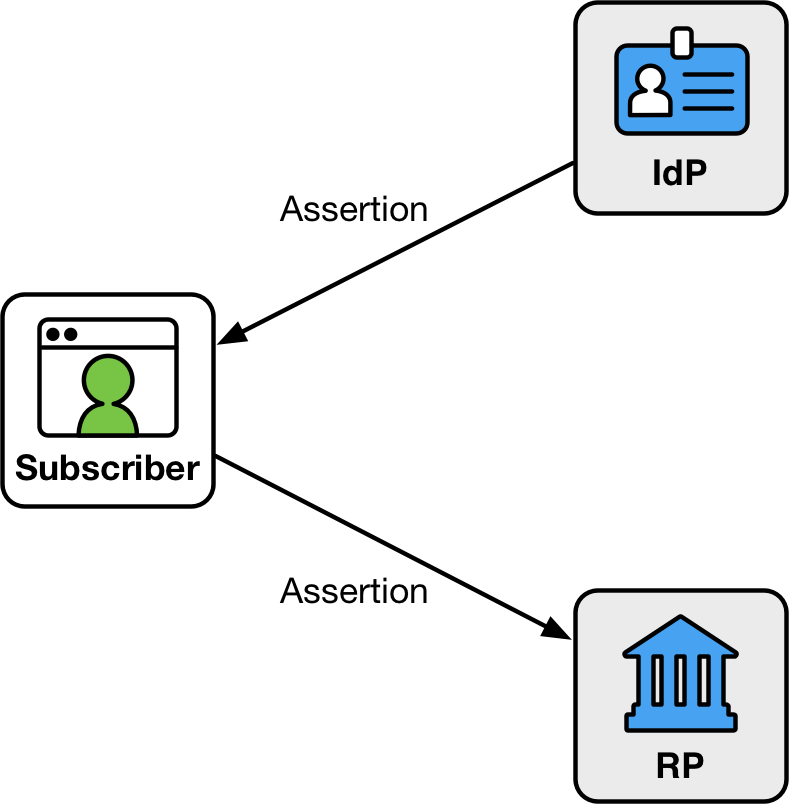 IdP
Assertion
Subscriber
Assertion
RP